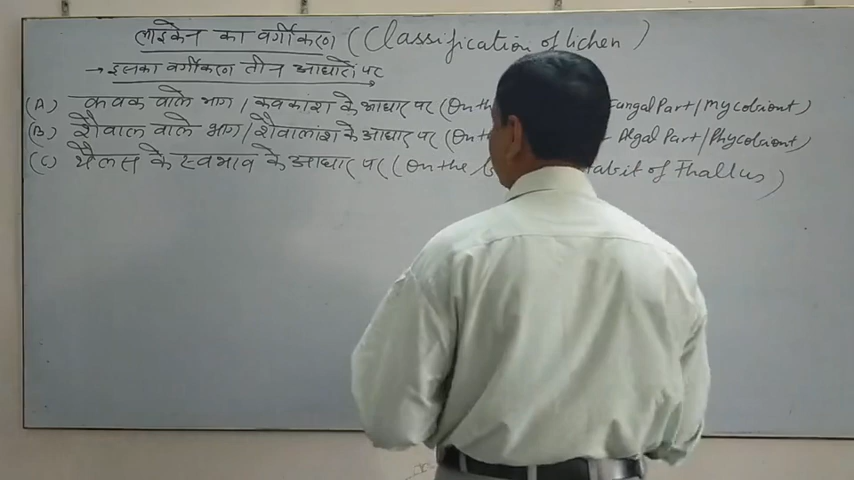 लाइकेन का वर्गीकरण (Classification of lichen)
→ इसका वर्गीकरण तीन आधारों पर
(A) कवक वाले भाग / कवकांश के आधार पर (On the Fungal Part/Mycobiont)
(B) शैवाल वाले भाग / शैवालांश के आधार पर (On the Algal Part/Phycobiont)
(C) थैलस के स्वभाव के आधार पर (On the Habit of Thallus)